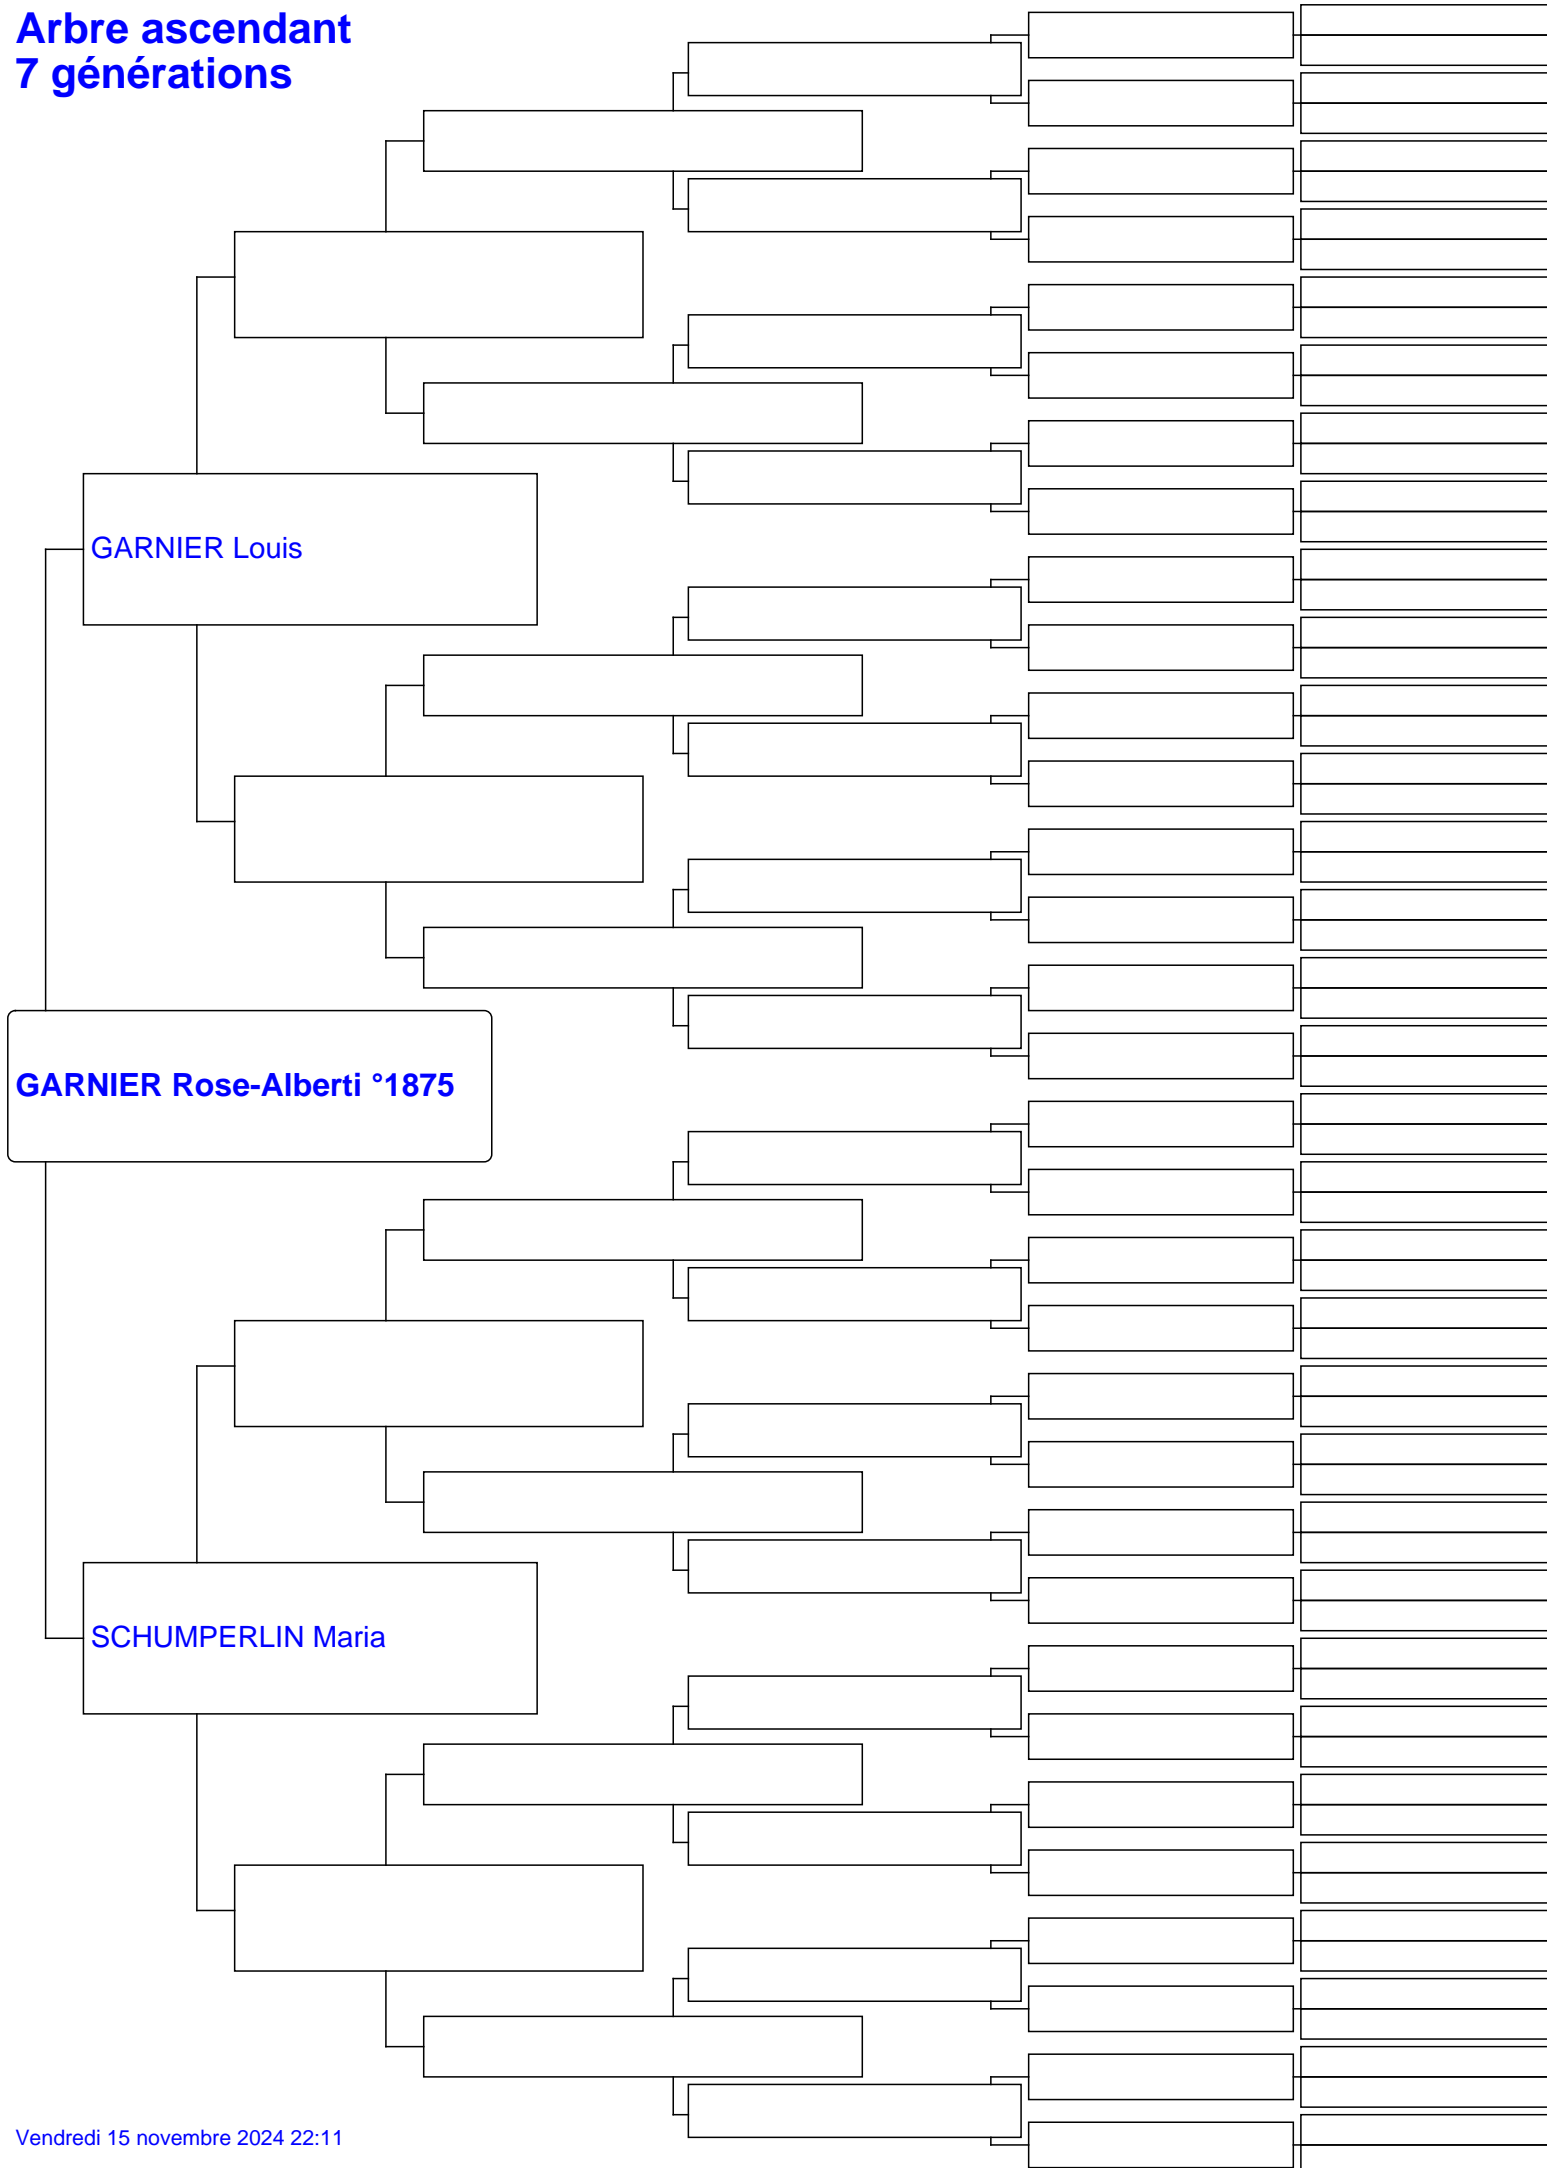 Arbre ascendant
7 générations
GARNIER Louis
GARNIER Rose-Alberti °1875
SCHUMPERLIN Maria
Vendredi 15 novembre 2024 22:11